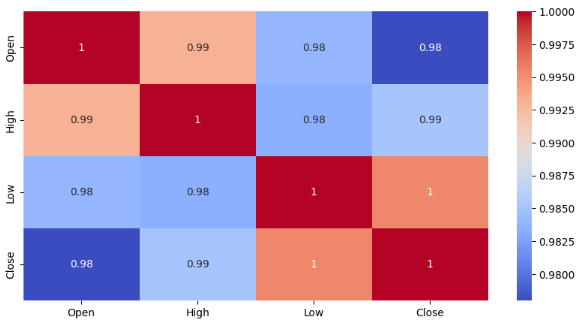 Open 1 0.99 0.98 0.98
High 0.99 1 0.98 0.99
Low 0.98 0.98 1 1
Close 0.98 0.99 1 1
Open High Low Close
1.0000
0.9975
0.9950
0.9925
0.9900
0.9875
0.9850
0.9825
0.9800